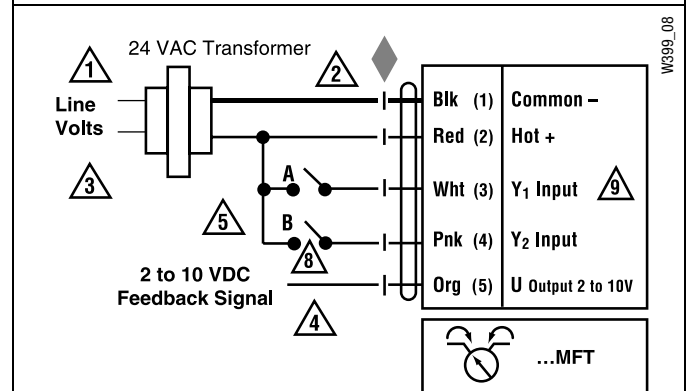 W399_08
24 VAC Transformer
1
2
Line
Volts
3
Blk (1) Common –
Red (2) Hot +
A
Wht (3) Y₁ Input
9
5
B
8
Pnk (4) Y₂ Input
2 to 10 VDC
Feedback Signal
4
Org (5) U Output 2 to 10V
...MFT